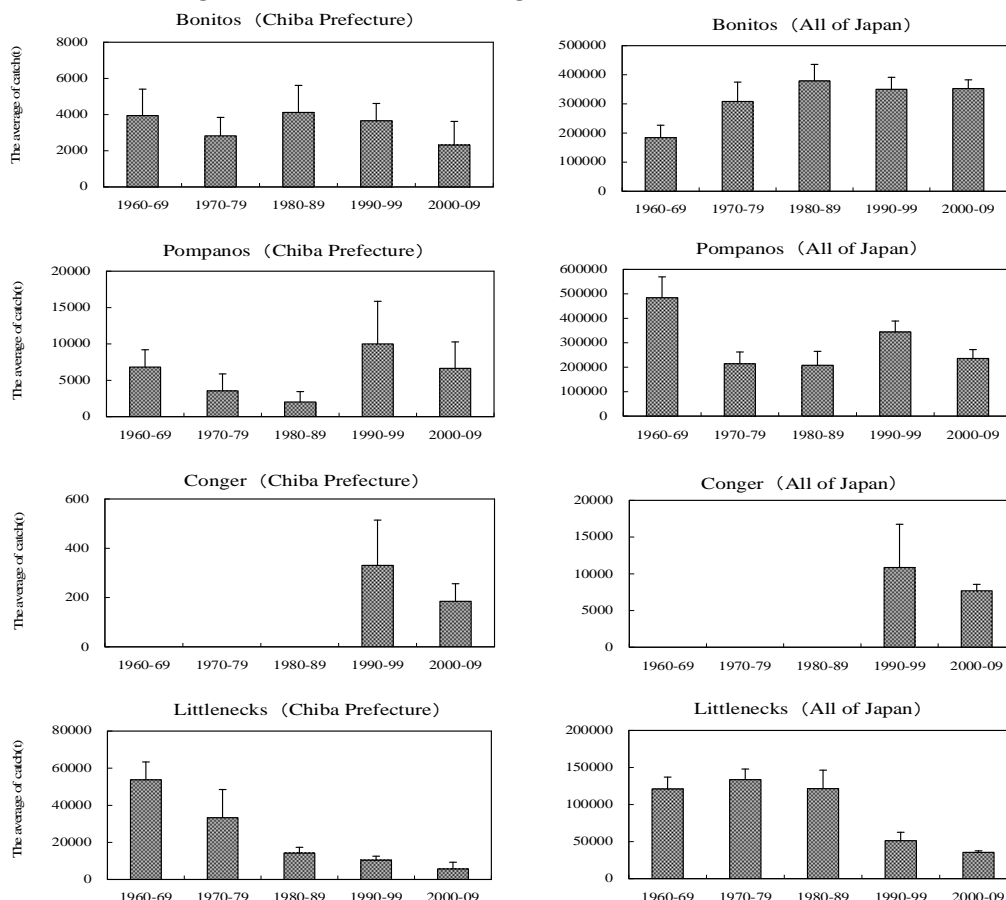 Bonitos (Chiba Prefecture)
The average of catch(t)
8000
6000
4000
2000
0
1960-69 1970-79 1980-89 1990-99 2000-09
Bonitos (All of Japan)
500000
400000
300000
200000
100000
0
1960-69 1970-79 1980-89 1990-99 2000-09
Pompanos (Chiba Prefecture)
The average of catch(t)
20000
15000
10000
5000
0
1960-69 1970-79 1980-89 1990-99 2000-09
Pompanos (All of Japan)
600000
500000
400000
300000
200000
100000
0
1960-69 1970-79 1980-89 1990-99 2000-09
Conger (Chiba Prefecture)
The average of catch(t)
600
400
200
0
1960-69 1970-79 1980-89 1990-99 2000-09
Conger (All of Japan)
20000
15000
10000
5000
0
1960-69 1970-79 1980-89 1990-99 2000-09
Littlenecks (Chiba Prefecture)
The average of catch(t)
80000
60000
40000
20000
0
1960-69 1970-79 1980-89 1990-99 2000-09
Littlenecks (All of Japan)
200000
150000
100000
50000
0
1960-69 1970-79 1980-89 1990-99 2000-09